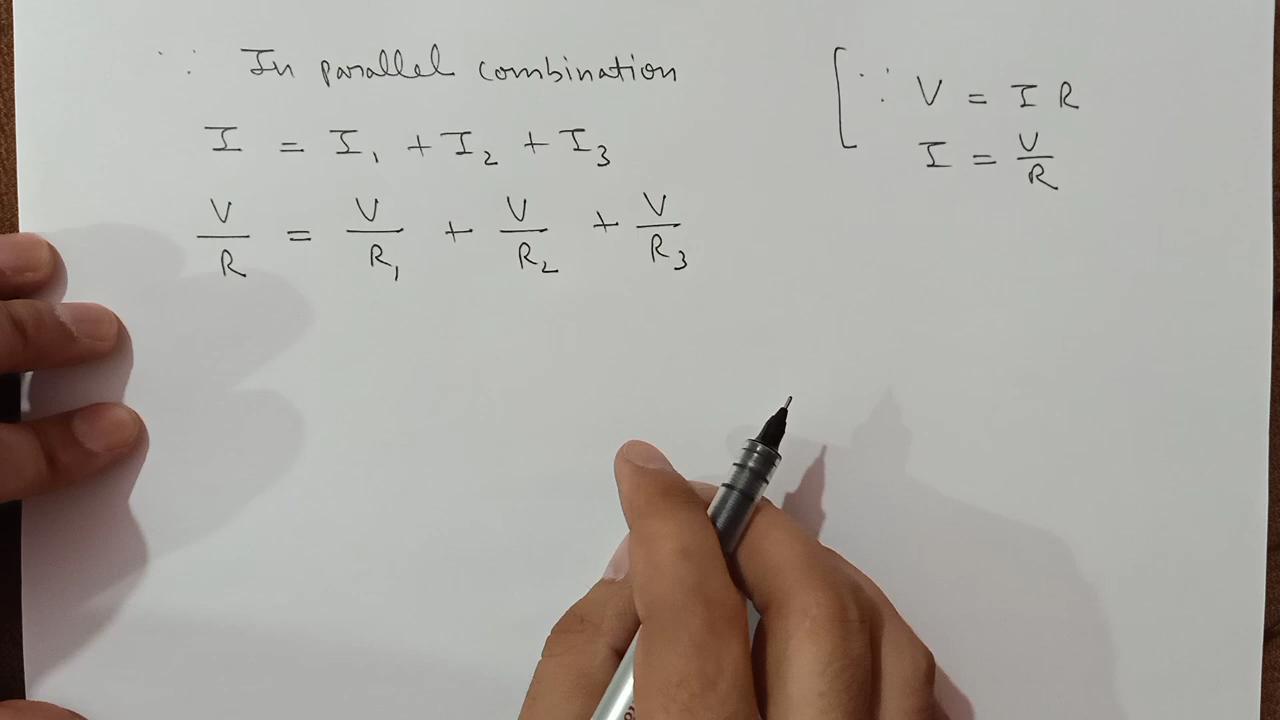 ∵ In parallel combination
I = I₁ + I₂ + I₃
V/R = V/R₁ + V/R₂ + V/R₃
[∵ V = I R
I = V/R